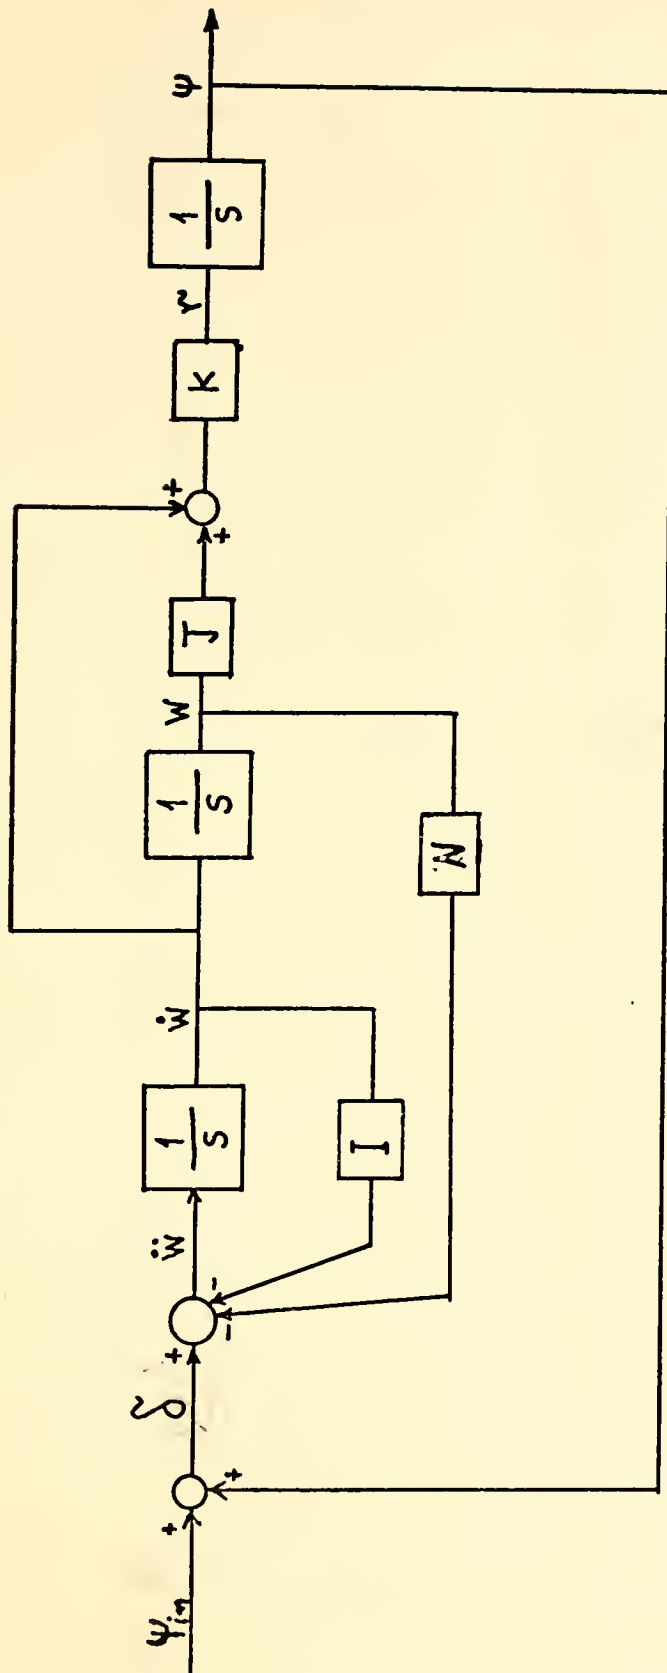 ψin
+
+
δ
+
-
-
ẅ
1/s
ẇ
I
1/s
w
N
J
+
+
K
r
1/s
ψ